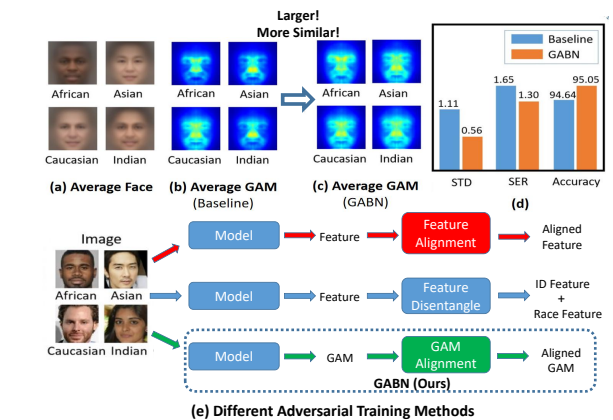 Larger!
More Similar!
African Asian African Asian African Asian
Caucasian Indian Caucasian Indian Caucasian Indian
(a) Average Face (b) Average GAM (c) Average GAM
(Baseline) (GABN)
Baseline
GABN
1.11 0.56 1.65 1.30 94.64 95.05
STD SER Accuracy
(d)
Image
African Asian
Caucasian Indian
Model Feature Feature
Alignment Aligned
Feature
Model Feature Feature
Disentangle ID Feature
+
Race Feature
Model GAM GAM
Alignment Aligned
GAM
GABN (Ours)
(e) Different Adversarial Training Methods